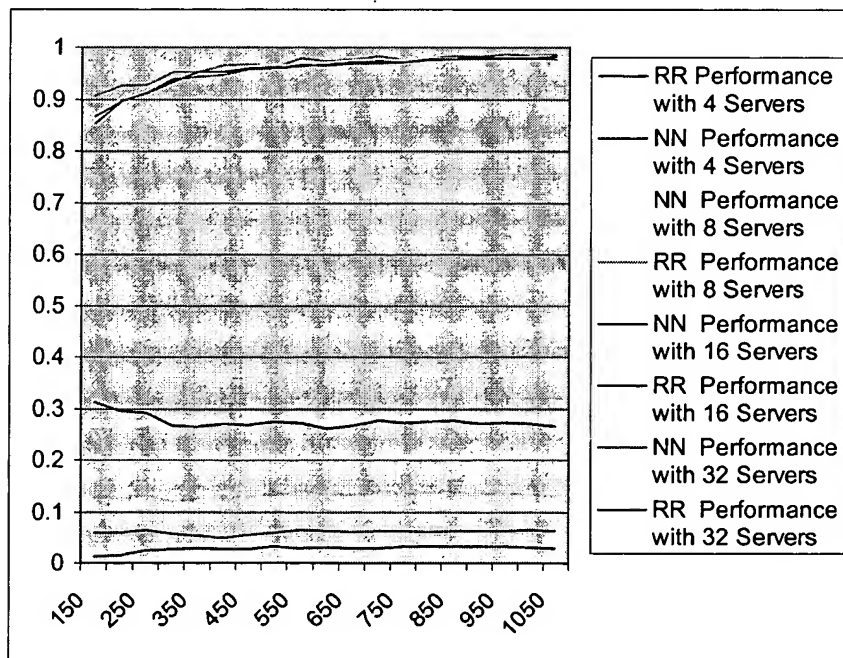 1
0.9
0.8
0.7
0.6
0.5
0.4
0.3
0.2
0.1
0
150
250
350
450
550
650
750
850
950
1050
RR Performance
with 4 Servers
NN Performance
with 4 Servers
NN Performance
with 8 Servers
RR Performance
with 8 Servers
NN Performance
with 16 Servers
RR Performance
with 16 Servers
NN Performance
with 32 Servers
RR Performance
with 32 Servers